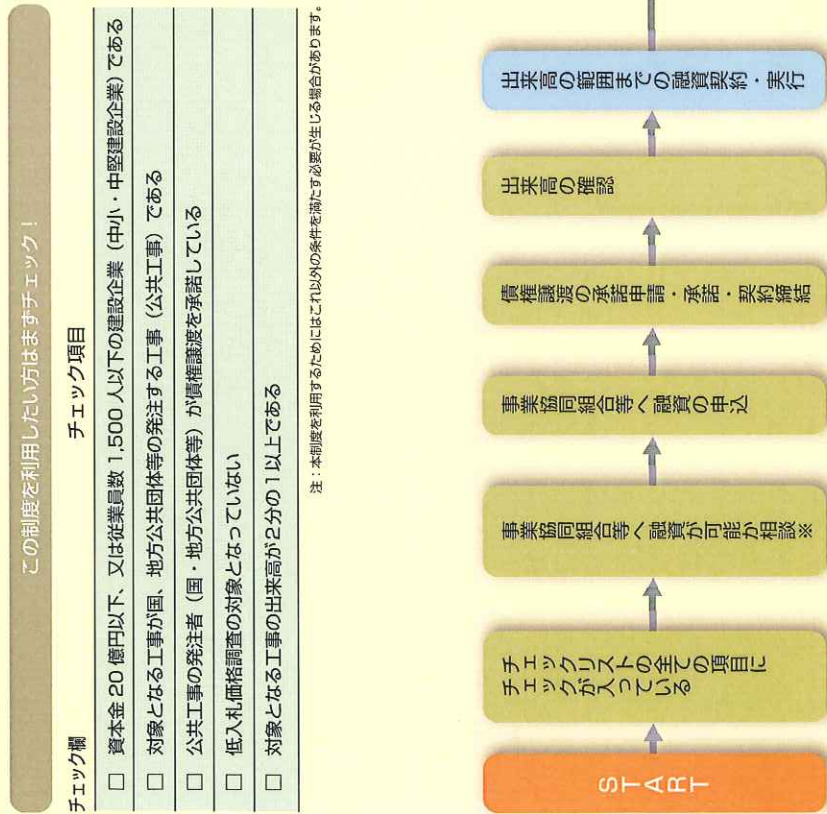 この制度を利用したい方はまずチェック！
チェック欄
チェック項目
□ 資本金 20 億円以下、又は従業員数 1,500 人以下の建設企業（中小・中堅建設企業）である
□ 対象となる工事が国、地方公共団体等の発注する工事（公共工事）である
□ 公共工事の発注者（国・地方公共団体等）が債権譲渡を承諾している
□ 低入札価格調査の対象となっていない
□ 対象となる工事の出来高が２分の１以上である
注：本制度を利用するためにはこれ以外の条件を満たす必要が生じる場合があります。
START
チェックリストの全ての項目に
チェックが入っている
事業協同組合等へ融資が可能か相談※
事業協同組合等へ融資の申込
債権譲渡の承諾申請・承諾・契約締結
出来高の確認
出来高の範囲までの融資契約・実行